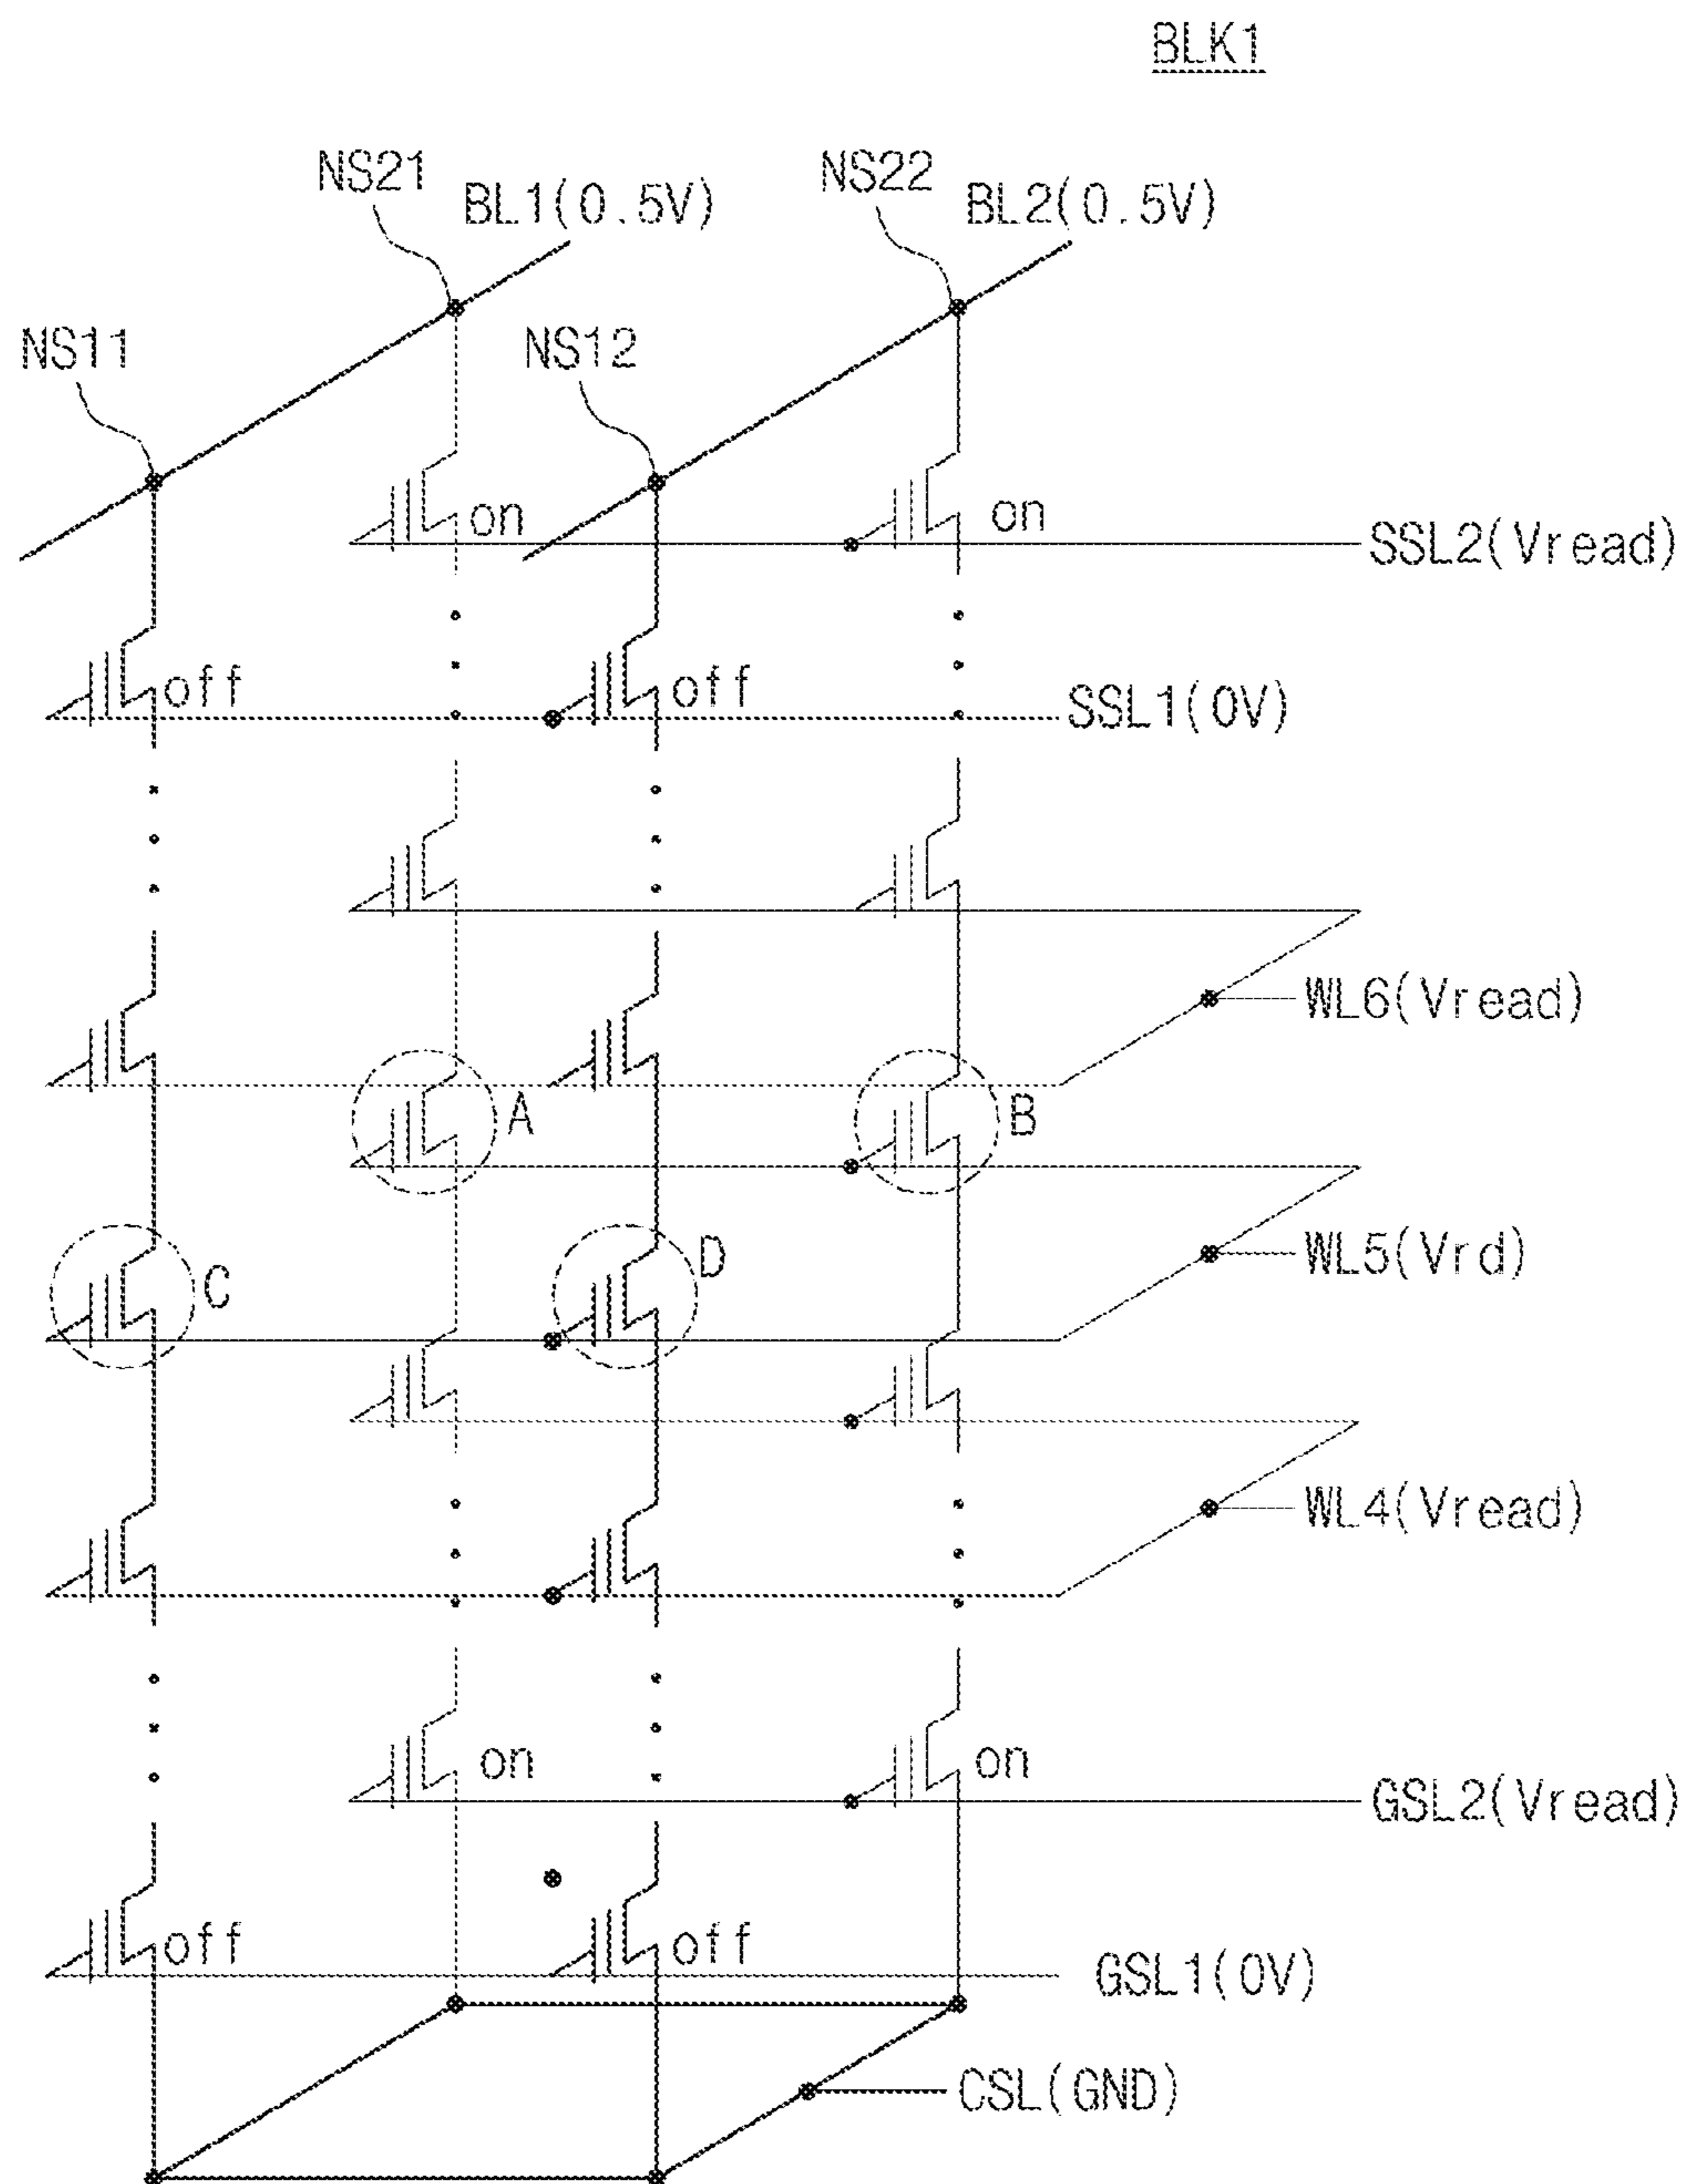 BLK1
NS21
BL1(0.5V)
NS22
BL2(0.5V)
NS11
NS12
on
on
SSL2(Vread)
off
off
SSL1(0V)
WL6(Vread)
A
B
WL5(Vrd)
C
D
WL4(Vread)
on
on
GSL2(Vread)
off
off
GSL1(0V)
CSL(GND)